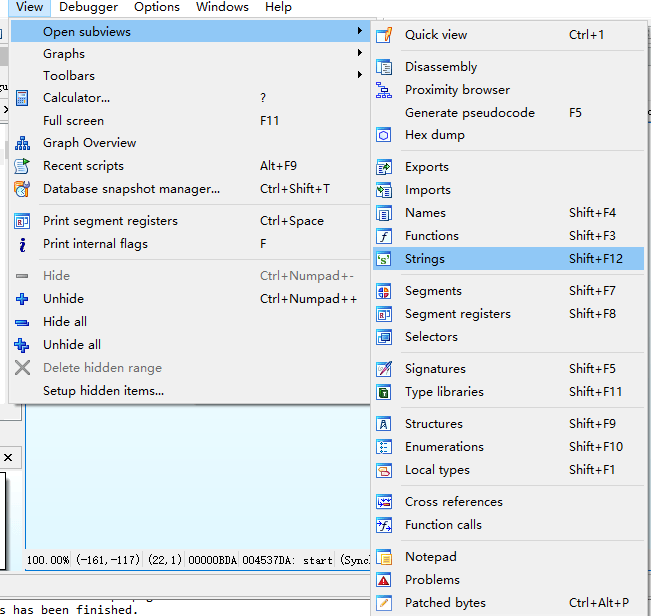 View Debugger Options Windows Help
Open subviews
Graphs
Toolbars
Calculator... ?
Full screen F11
Graph Overview
Recent scripts Alt+F9
Database snapshot manager... Ctrl+Shift+T
Print segment registers Ctrl+Space
Print internal flags F
Hide Ctrl+Numpad+-
Unhide Ctrl+Numpad++
Hide all
Unhide all
Delete hidden range
Setup hidden items...
Quick view Ctrl+1
Disassembly
Proximity browser
Generate pseudocode F5
Hex dump
Exports
Imports
Names Shift+F4
Functions Shift+F3
Strings Shift+F12
Segments Shift+F7
Segment registers Shift+F8
Selectors
Signatures Shift+F5
Type libraries Shift+F11
Structures Shift+F9
Enumerations Shift+F10
Local types Shift+F1
Cross references
Function calls
Notepad
Problems
Patched bytes Ctrl+Alt+P
100.00% (-161,-117) (22,1) 00000BDA 004537DA: start (Sync
s has been finished.